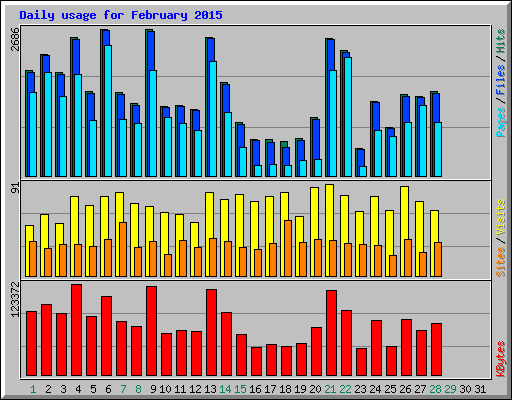 Daily usage for February 2015
2686
Pages / Files / Hits
91
Sites / Visits
123372
KBytes
1 2 3 4 5 6 7 8 9 10 11 12 13 14 15 16 17 18 19 20 21 22 23 24 25 26 27 28 29 30 31